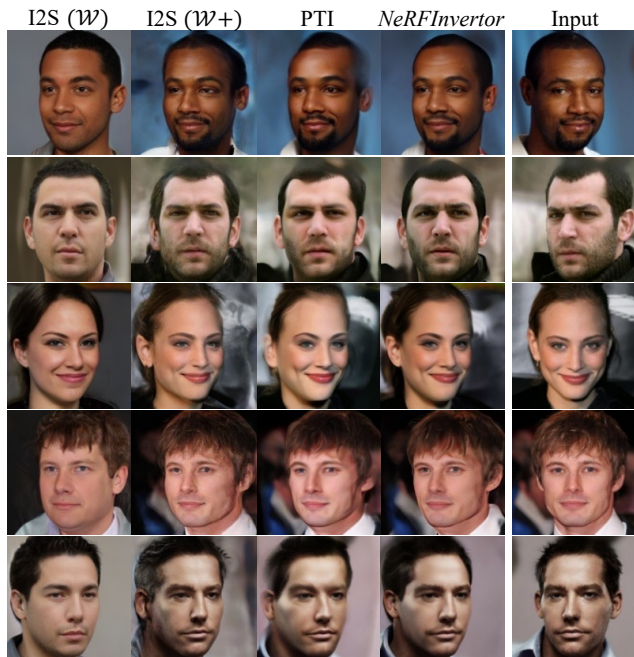 I2S (𝒲) I2S (𝒲+) PTI NeRFInvertor Input